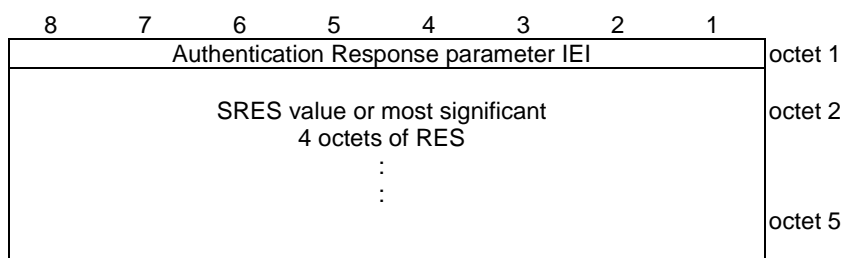 8 7 6 5 4 3 2 1
Authentication Response parameter IEI octet 1
SRES value or most significant octet 2
4 octets of RES
:
:
octet 5